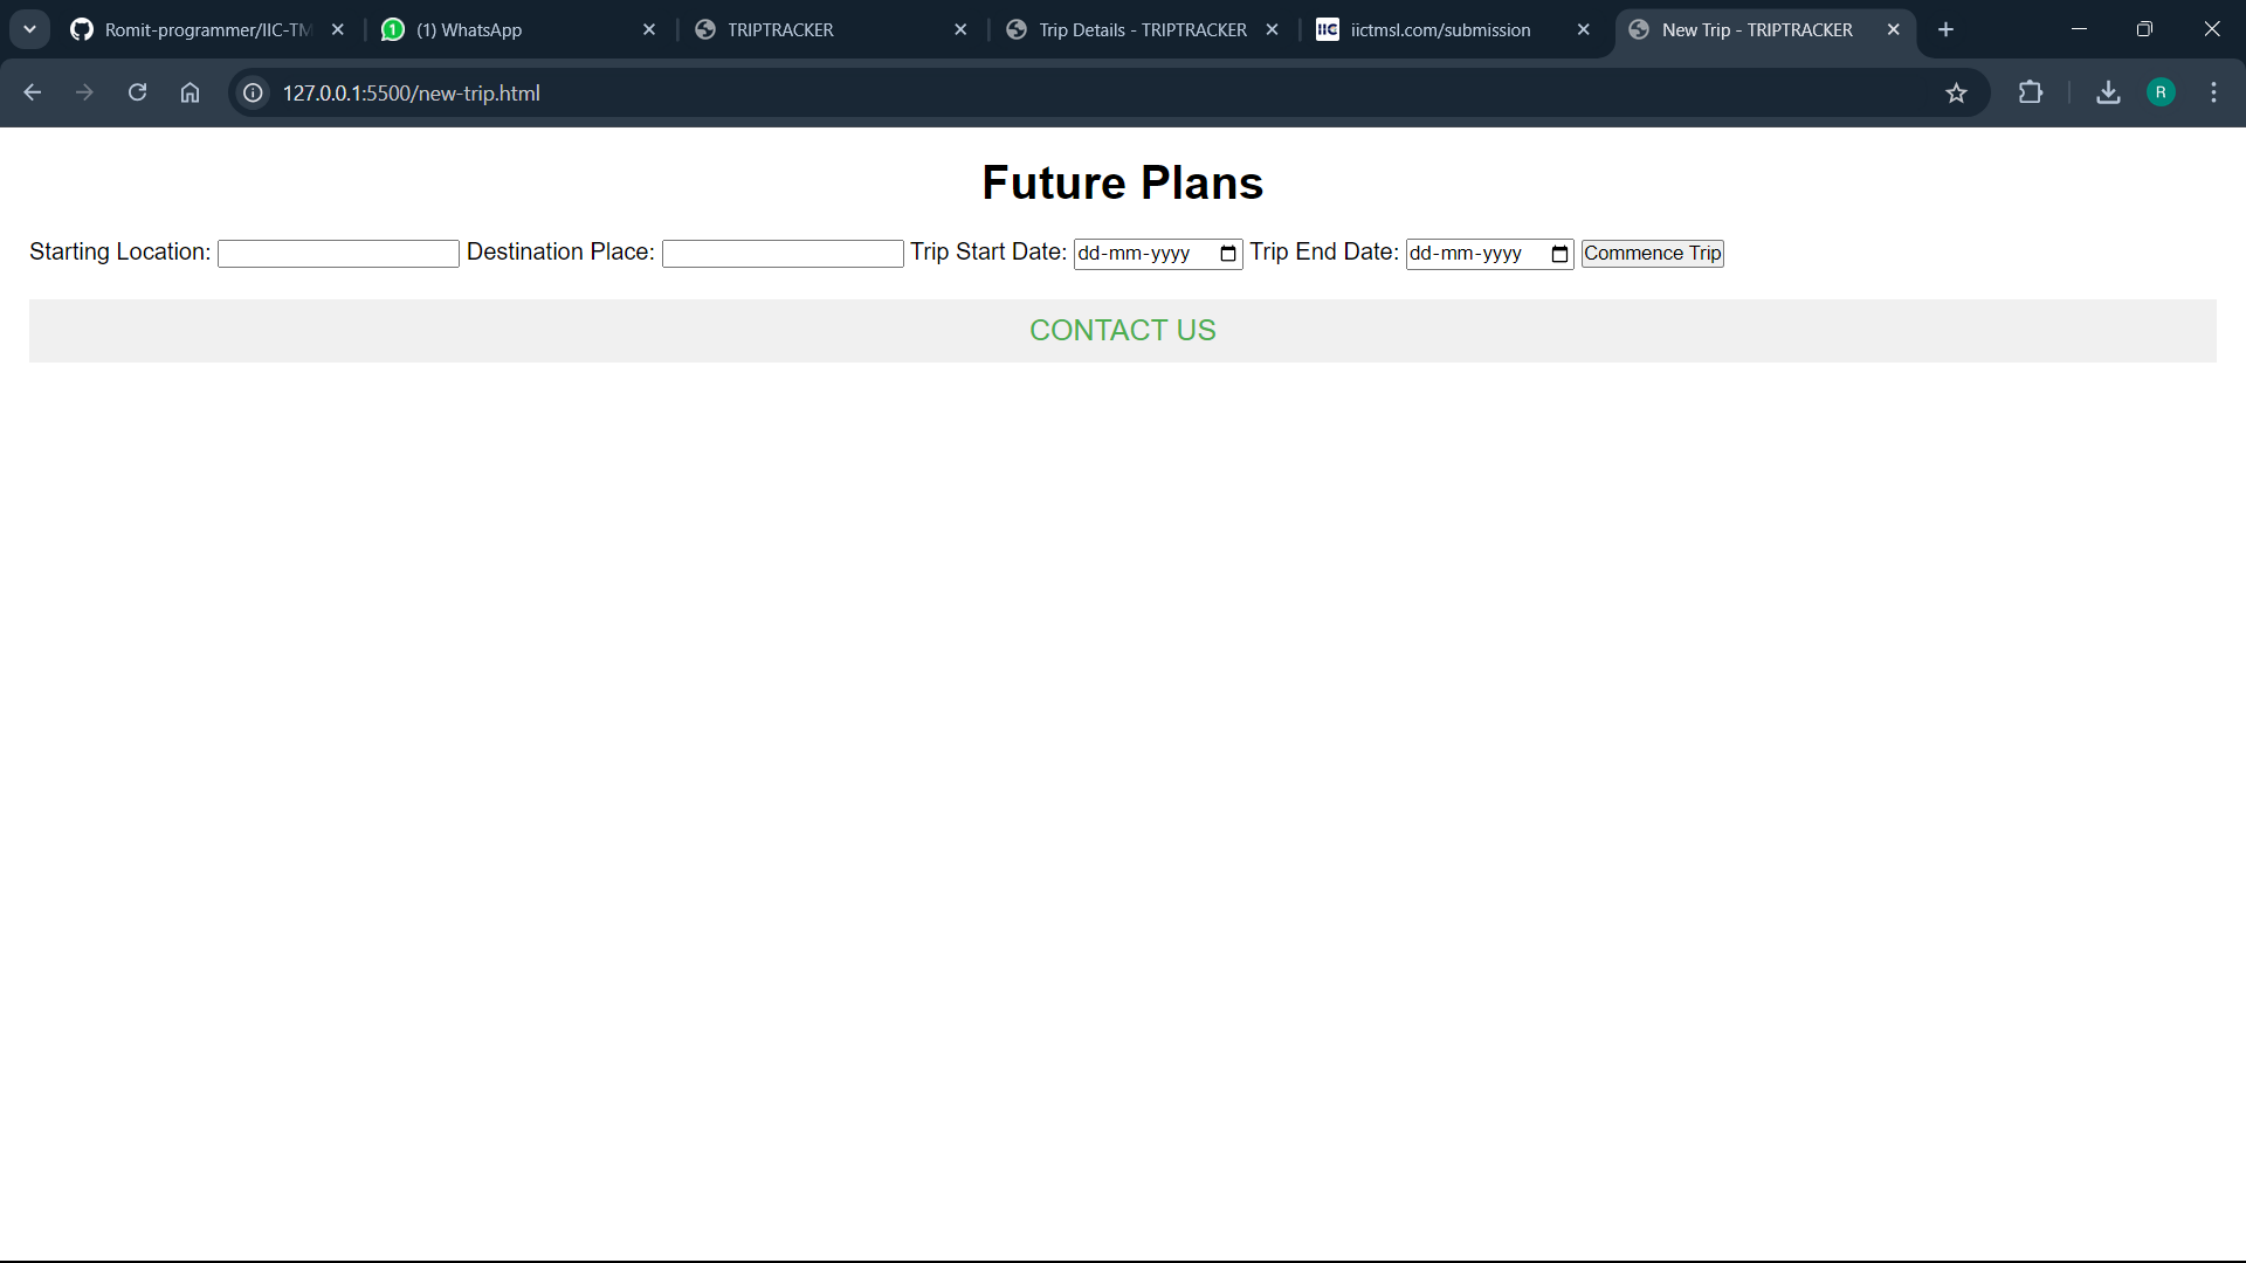 Romit-programmer/IIC-TM
1 (1) WhatsApp
TRIPTRACKER
Trip Details - TRIPTRACKER
IIC iictmsl.com/submission
New Trip - TRIPTRACKER
127.0.0.1:5500/new-trip.html
R
Future Plans
Starting Location: Destination Place: Trip Start Date: dd-mm-yyyy Trip End Date: dd-mm-yyyy Commence Trip
CONTACT US